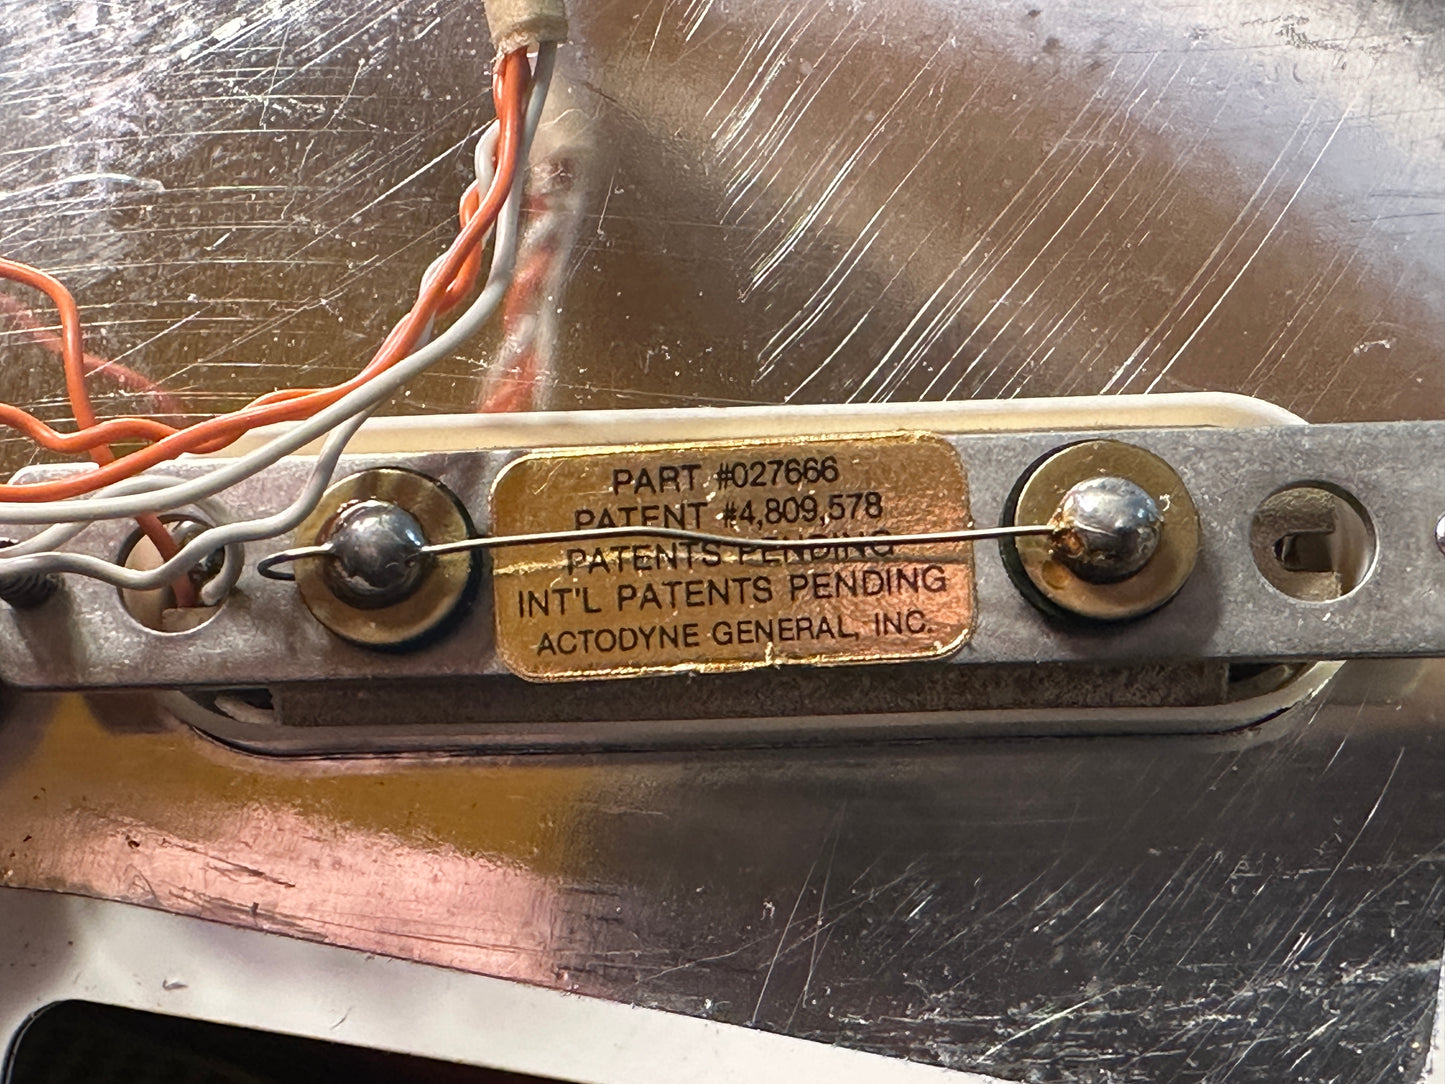 PART #027666
PATENT #4,809,578
PATENTS PENDING
INT'L PATENTS PENDING
ACTODYNE GENERAL, INC.